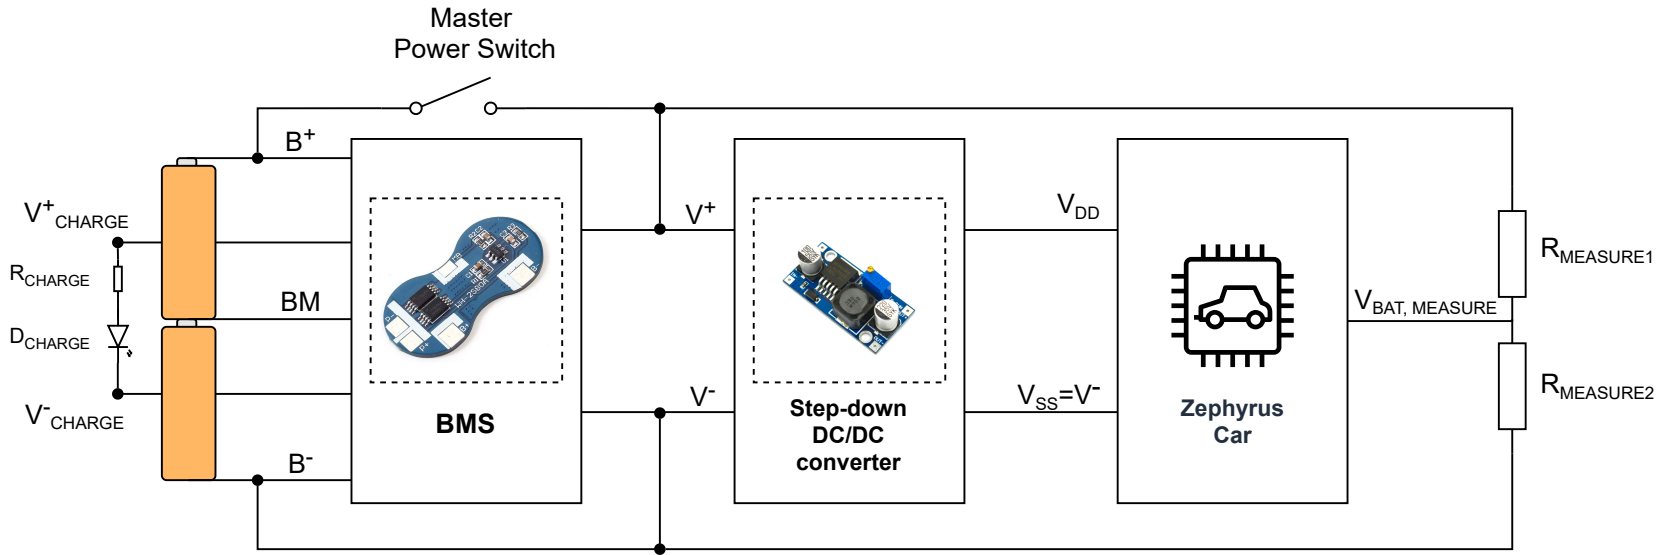 Master
Power Switch
B+
V+CHARGE
RCHARGE
BM
DCHARGE
V-CHARGE
B-
BMS
V+
V-
Step-down
DC/DC
converter
VDD
VSS=V-
Zephyrus
Car
VBAT, MEASURE
RMEASURE1
RMEASURE2